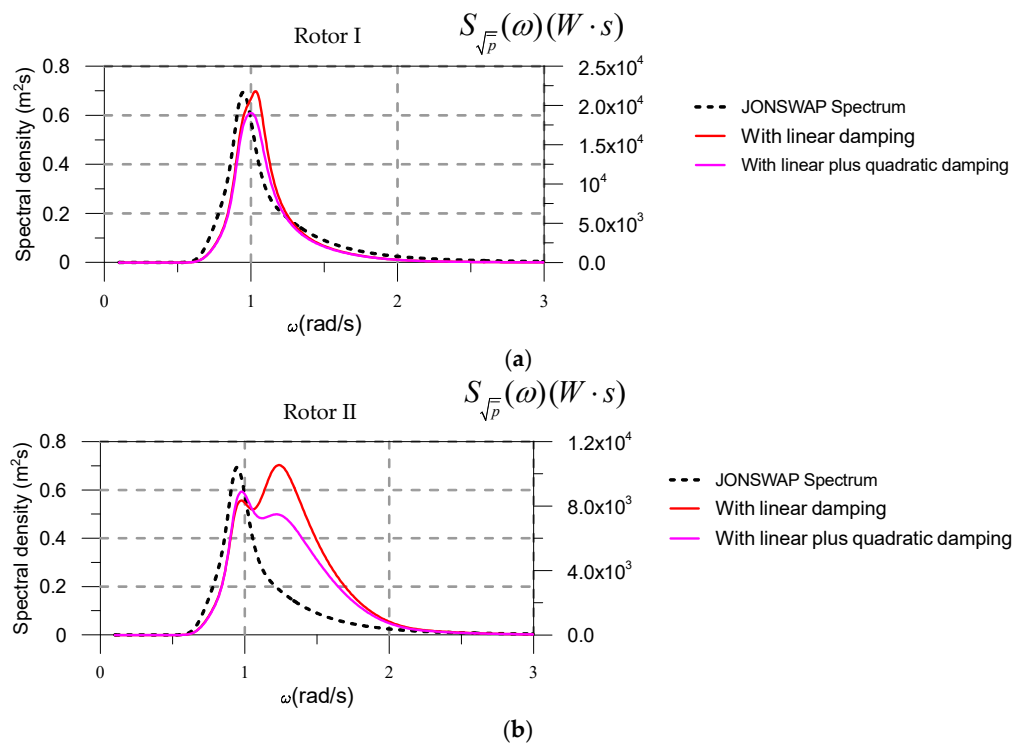 Rotor I
S√p̿(ω)(W·s)
Spectral density (m²s)
0.8
0.6
0.4
0.2
0
2.5x10⁴
2.0x10⁴
1.5x10⁴
10⁴
5.0x10³
0.0
JONSWAP Spectrum
With linear damping
With linear plus quadratic damping
0 1 2 3
ω(rad/s)
(a)
Rotor II
S√p̿(ω)(W·s)
Spectral density (m²s)
0.8
0.6
0.4
0.2
0
1.2x10⁴
8.0x10³
4.0x10³
0.0
JONSWAP Spectrum
With linear damping
With linear plus quadratic damping
0 1 2 3
ω(rad/s)
(b)